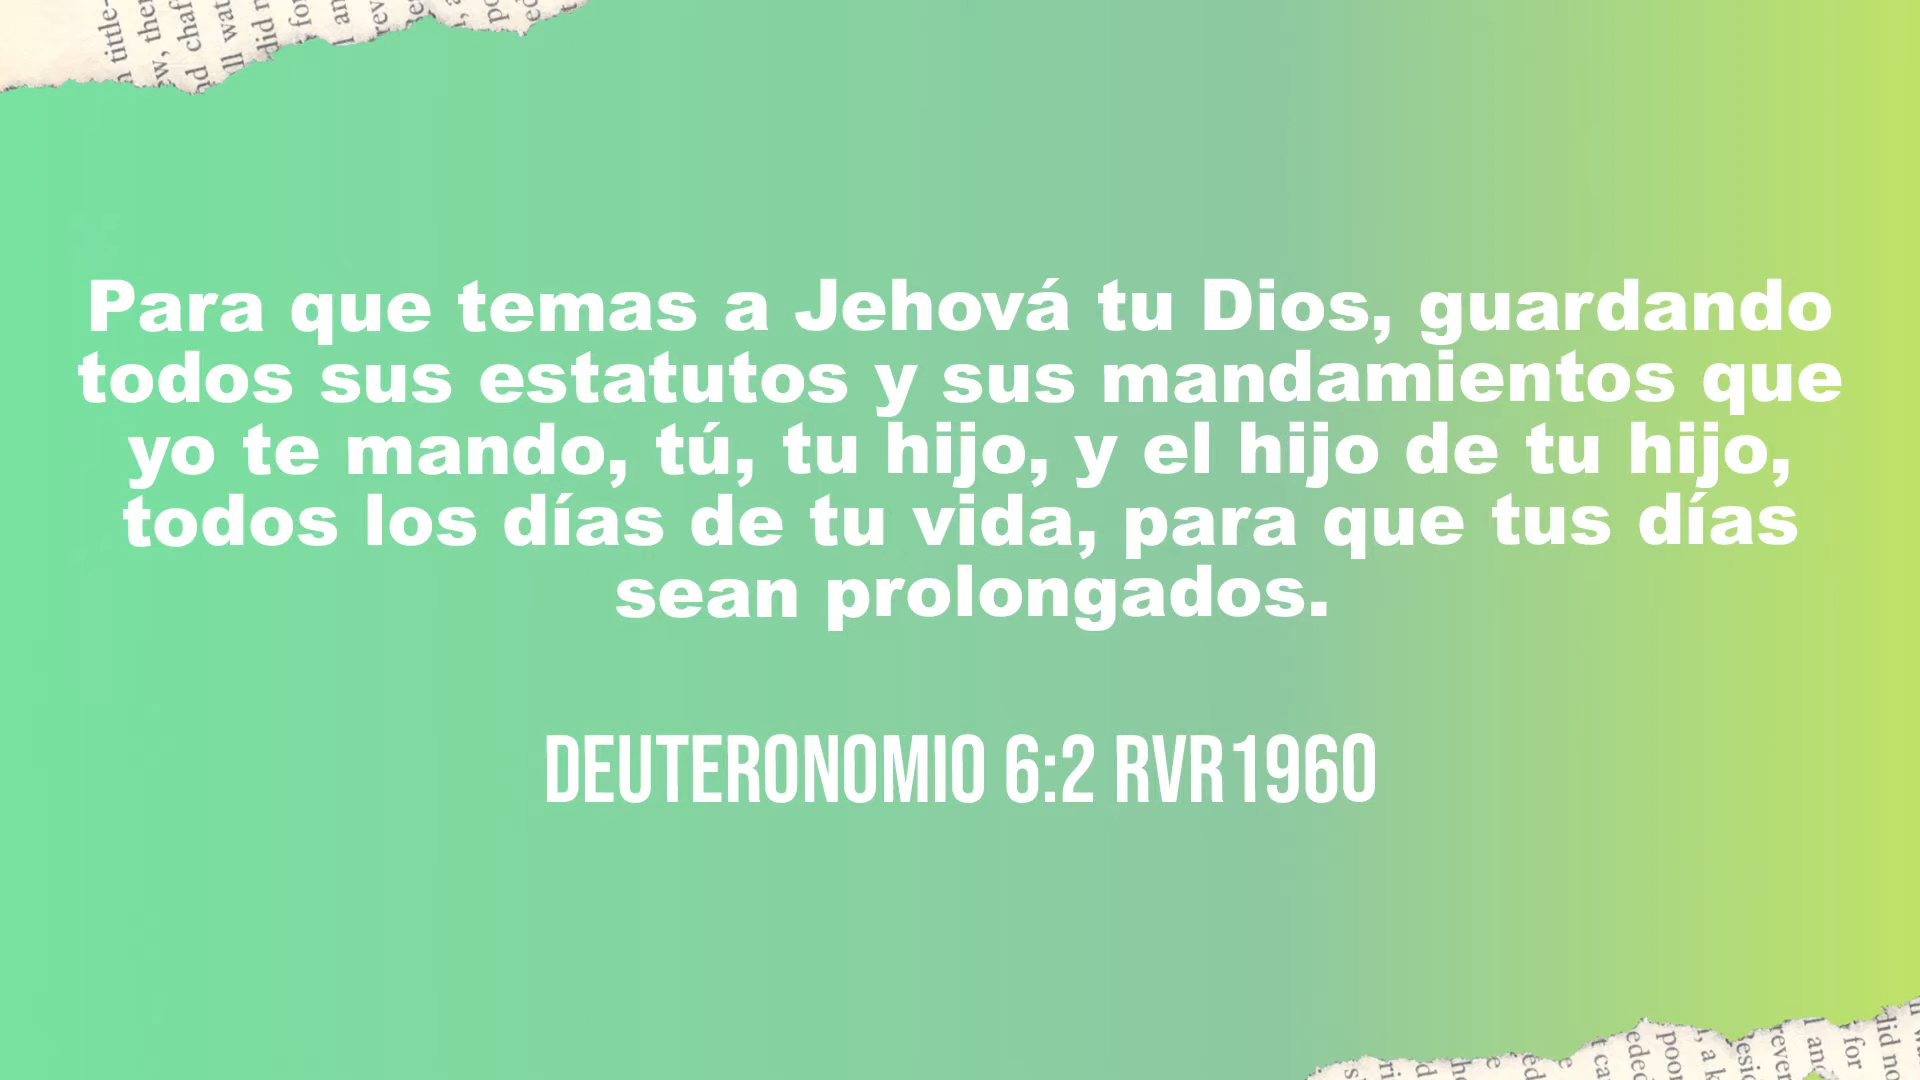 Para que temas a Jehová tu Dios, guardando
todos sus estatutos y sus mandamientos que
yo te mando, tú, tu hijo, y el hijo de tu hijo,
todos los días de tu vida, para que tus días
sean prolongados.
DEUTERONOMIO 6:2 RVR1960